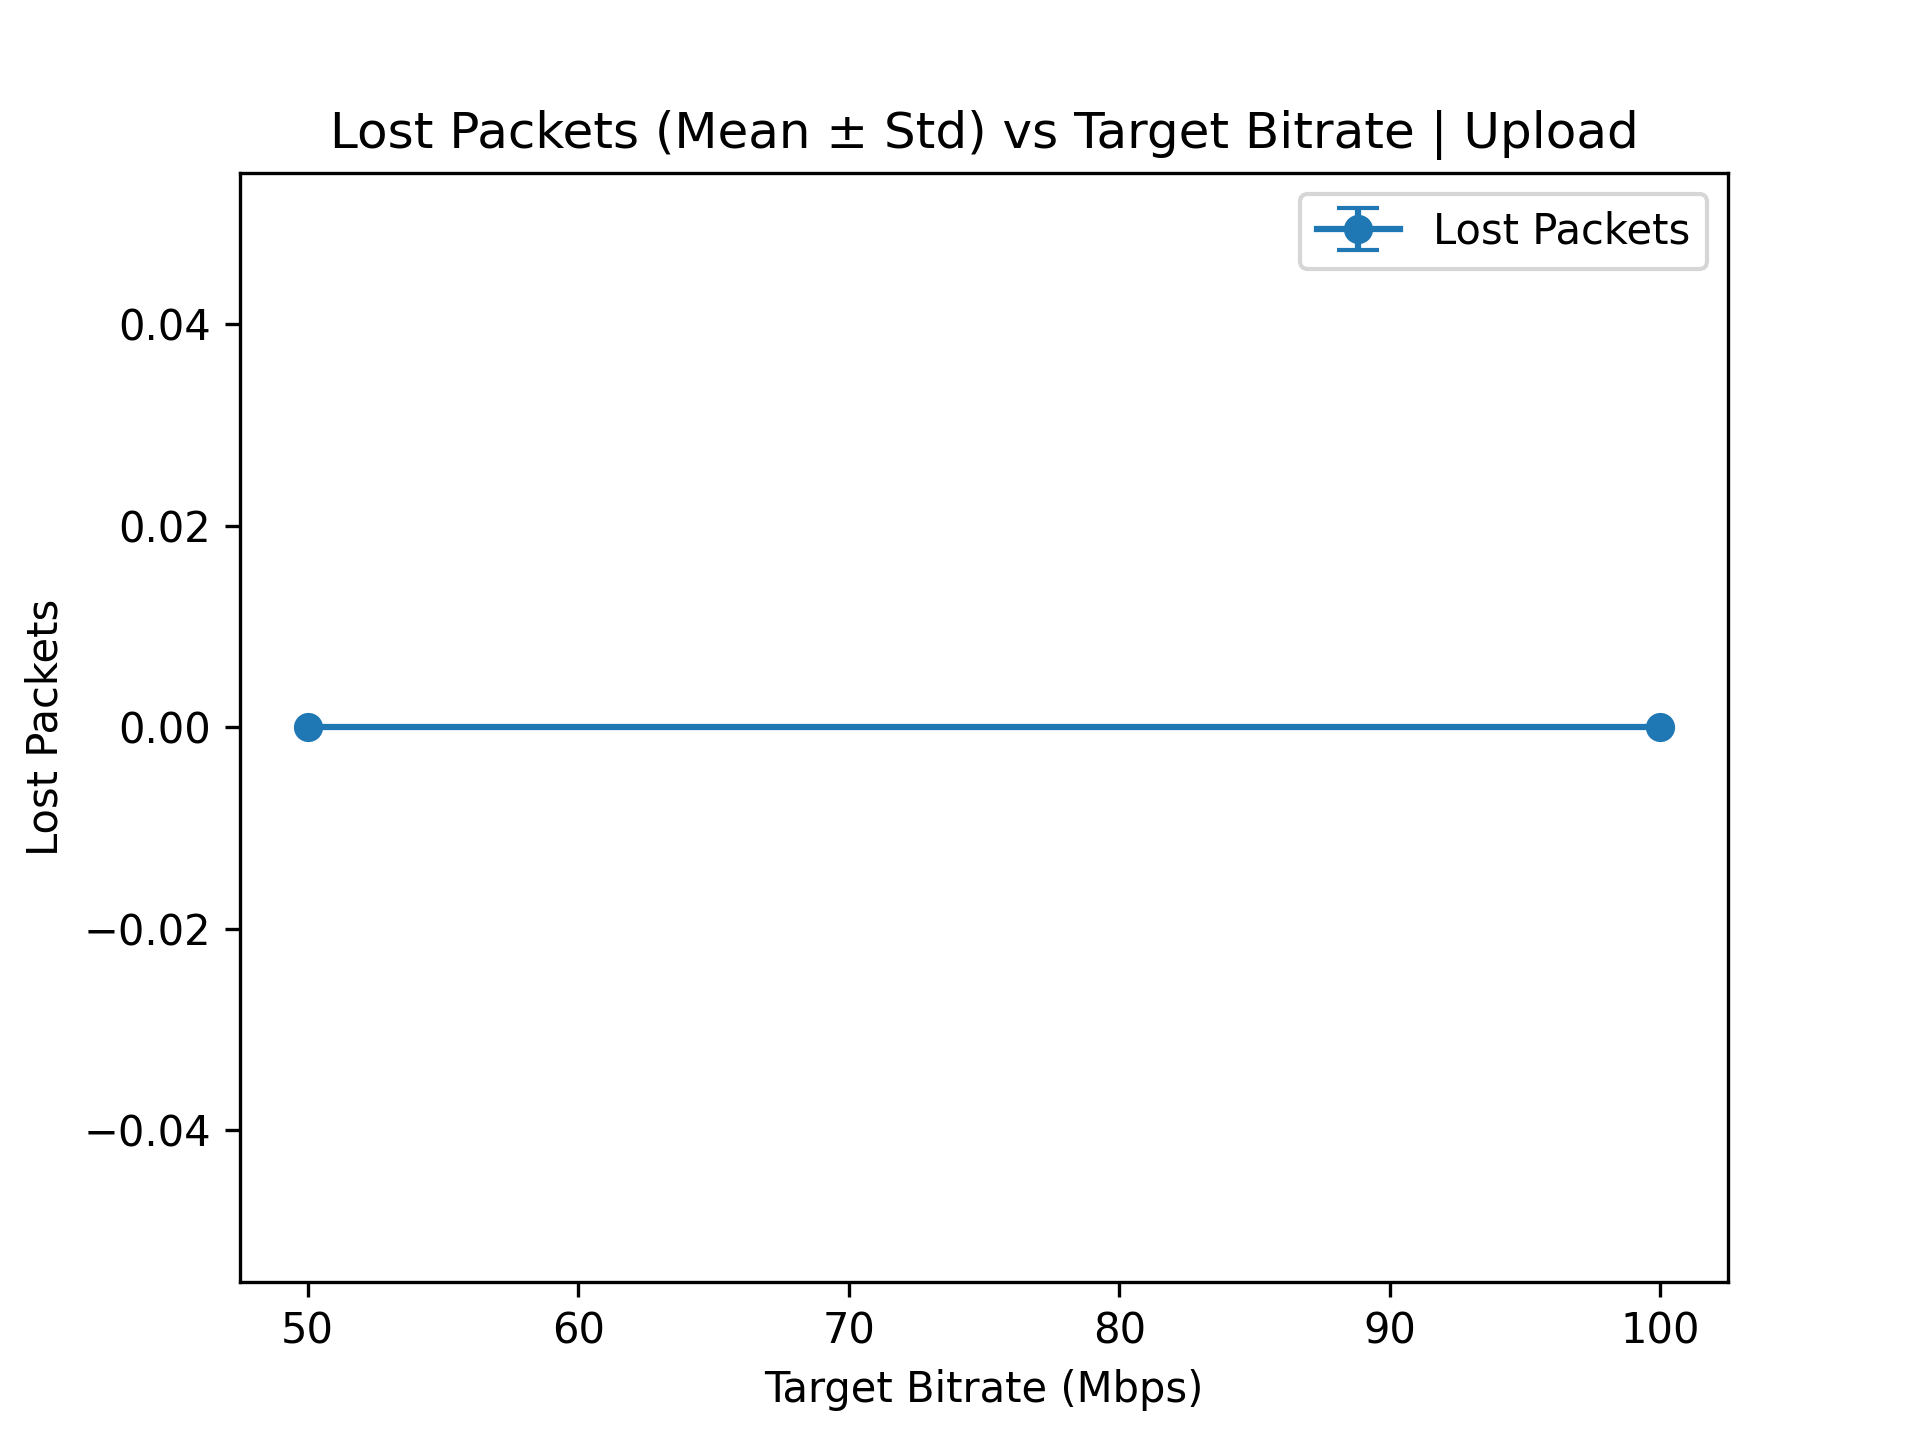 Lost Packets (Mean ± Std) vs Target Bitrate | Upload
Lost Packets
0.04
0.02
0.00
−0.02
−0.04
Lost Packets
50 60 70 80 90 100
Target Bitrate (Mbps)